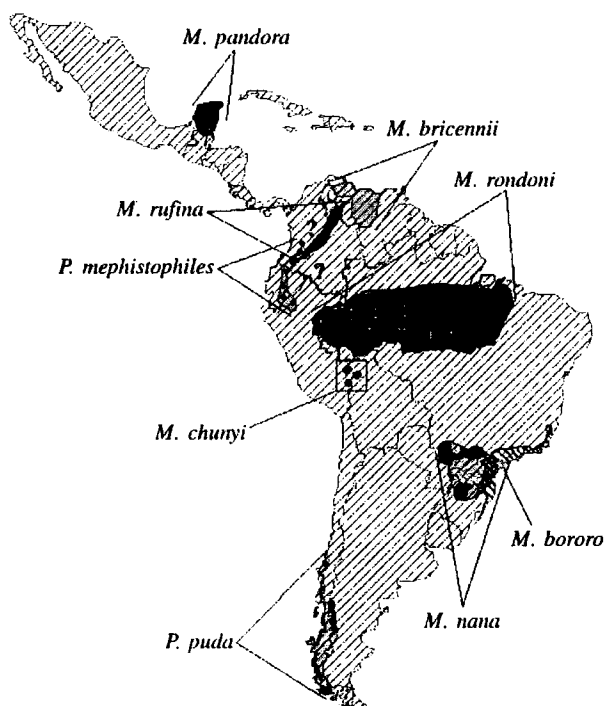 M. pandora
M. bricennii
M. rondoni
M. rufina
?
P. mephistophiles
?
M. chunyi
M. bororo
M. nana
P. puda